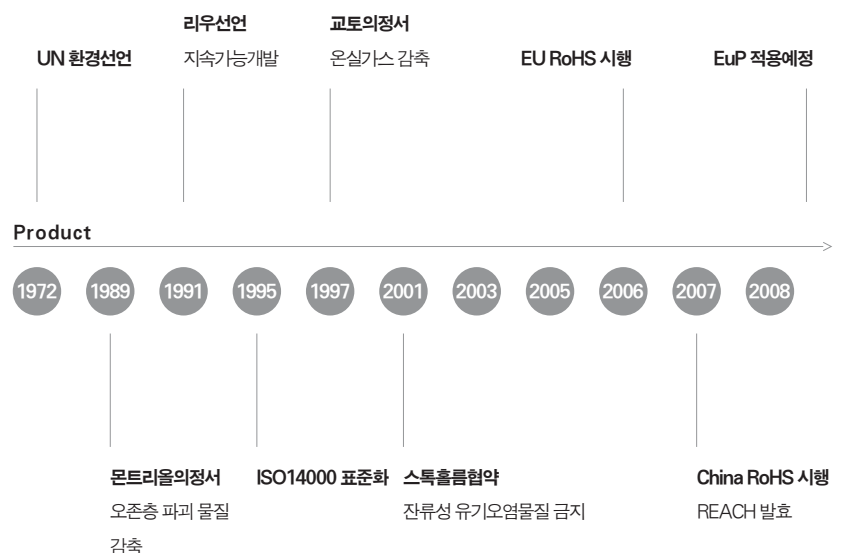 리우선언
교토의정서
UN 환경선언
지속가능개발
온실가스 감축
EU RoHS 시행
EuP 적용예정
Product
1972
1989
1991
1995
1997
2001
2003
2005
2006
2007
2008
몬트리올의정서
ISO14000 표준화
스톡홀름협약
China RoHS 시행
오존층 파괴 물질
잔류성 유기오염물질 금지
REACH 발효
감축